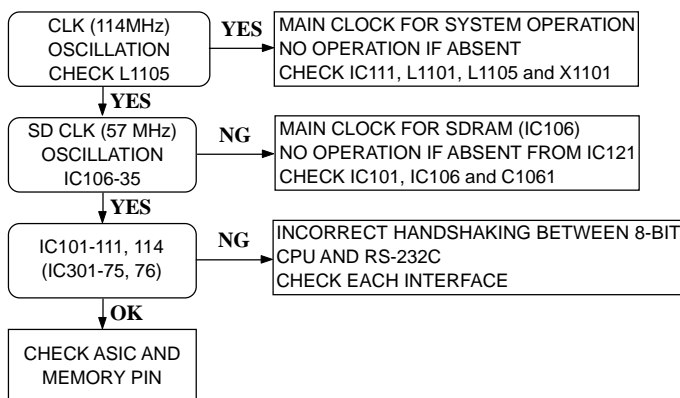 CLK (114MHz)
OSCILLATION
CHECK L1105
YES
MAIN CLOCK FOR SYSTEM OPERATION
NO OPERATION IF ABSENT
CHECK IC111, L1101, L1105 and X1101
YES
SD CLK (57 MHz)
OSCILLATION
IC106-35
NG
MAIN CLOCK FOR SDRAM (IC106)
NO OPERATION IF ABSENT FROM IC121
CHECK IC101, IC106 and C1061
YES
IC101-111, 114
(IC301-75, 76)
NG
INCORRECT HANDSHAKING BETWEEN 8-BIT
CPU AND RS-232C
CHECK EACH INTERFACE
OK
CHECK ASIC AND
MEMORY PIN